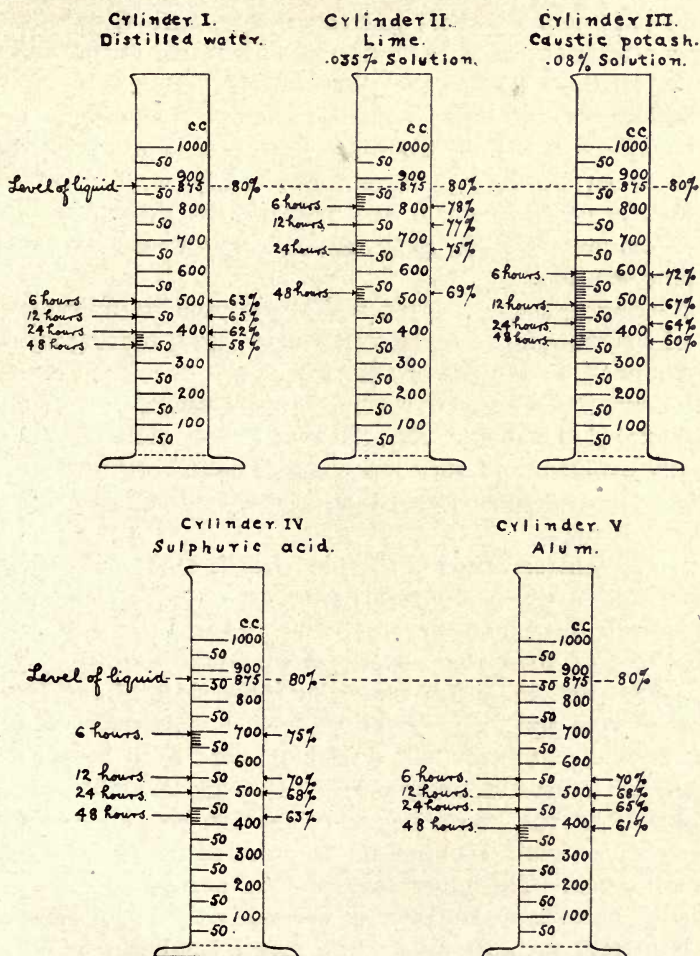 Cylinder I.
Distilled water.
Cylinder II.
Lime.
.035% Solution.
Cylinder III.
Caustic potash.
.08% Solution.
c.c
1000
50
900
Level of liquid 875 80%
50
800
50
700
50
600
50
6 hours. 500 63%
12 hours 50 65%
24 hours 400 62%
48 hours. 50 58%
300
50
200
50
100
50
c.c
1000
50
900
875 80%
50
6 hours 800 78%
12 hours 50 77%
700
24 hours 50 75%
600
50
48 hours 500 69%
50
400
50
300
50
200
50
100
50
c.c
1000
50
900
875 80%
50
800
50
700
50
6 hours. 600 72%
50
12 hours 500 67%
24 hours 50 64%
400
48 hours. 50 60%
300
50
200
50
100
50
Cylinder IV
Sulphuric acid.
Cylinder V
Alum.
c.c.
1000
50
900
Level of liquid 875 80%
50
800
50
6 hours. 700 75%
50
600
12 hours 50 70%
24 hours. 500 68%
50
48 hours. 400 63%
50
300
50
200
50
100
50
c.c.
1000
50
900
875 80%
50
800
50
700
50
600
6 hours. 50 70%
12 hours. 500 68%
24 hours. 50 65%
48 hours 400 61%
50
300
50
200
50
100
50